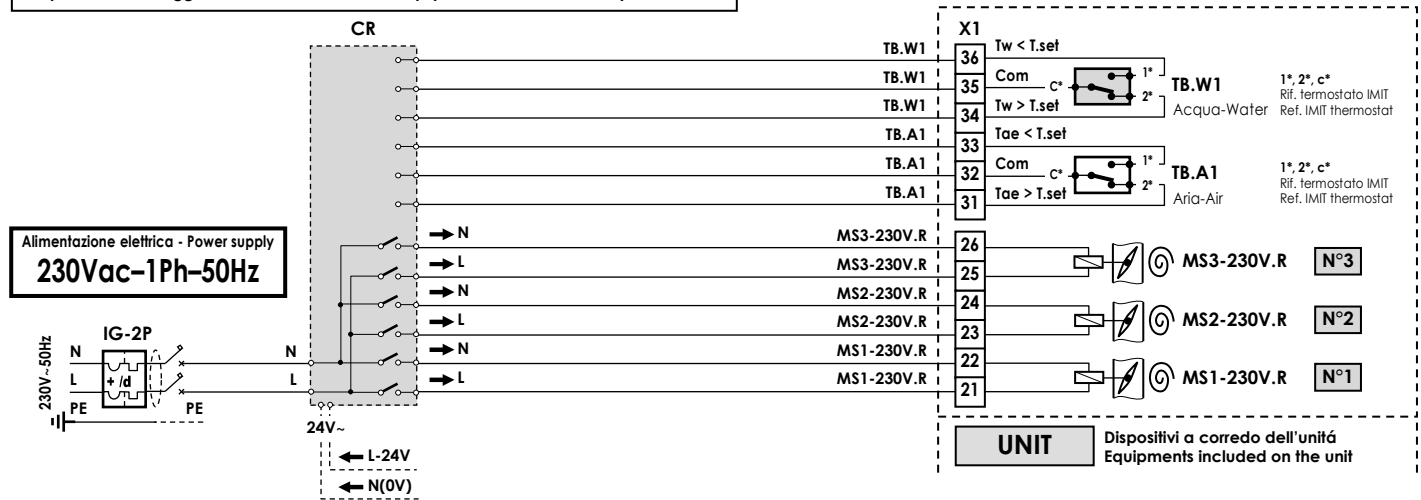 CR
X1
TB.W1
36
Tw < T.set
TB.W1
35
Com
C*
1*
2*
TB.W1
1*, 2*, c*
Rif. termostato IMIT
Acqua-Water
Ref. IMIT thermostat
TB.W1
34
Tw > T.set
TB.A1
33
Tae < T.set
TB.A1
32
Com
C*
1*
2*
TB.A1
1*, 2*, c*
Rif. termostato IMIT
Aria-Air
Ref. IMIT thermostat
TB.A1
31
Tae > T.set
Alimentazione elettrica - Power supply
230Vac–1Ph–50Hz
N
MS3-230V.R
26
L
MS3-230V.R
25
MS3-230V.R
N°3
N
MS2-230V.R
24
L
MS2-230V.R
23
MS2-230V.R
N°2
N
MS1-230V.R
22
L
MS1-230V.R
21
MS1-230V.R
N°1
IG-2P
230V~50Hz
N
N
L
+ /d
L
PE
PE
24V~
L-24V
N(0V)
UNIT
Dispositivi a corredo dell'unitá
Equipments included on the unit